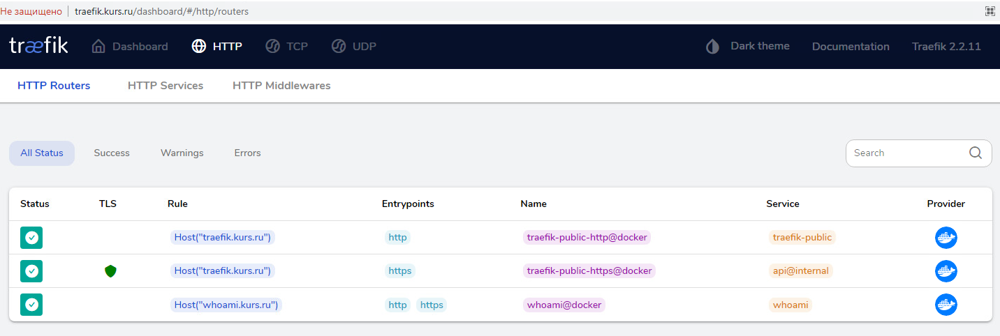 Не защищено traefik.kurs.ru/dashboard/#/http/routers
træfik Dashboard HTTP TCP UDP Dark theme Documentation Traefik 2.2.11
HTTP Routers HTTP Services HTTP Middlewares
All Status Success Warnings Errors Search
Status TLS Rule Entrypoints Name Service Provider
Host("traefik.kurs.ru") http traefik-public-http@docker traefik-public
Host("traefik.kurs.ru") https traefik-public-https@docker api@internal
Host("whoami.kurs.ru") http https whoami@docker whoami